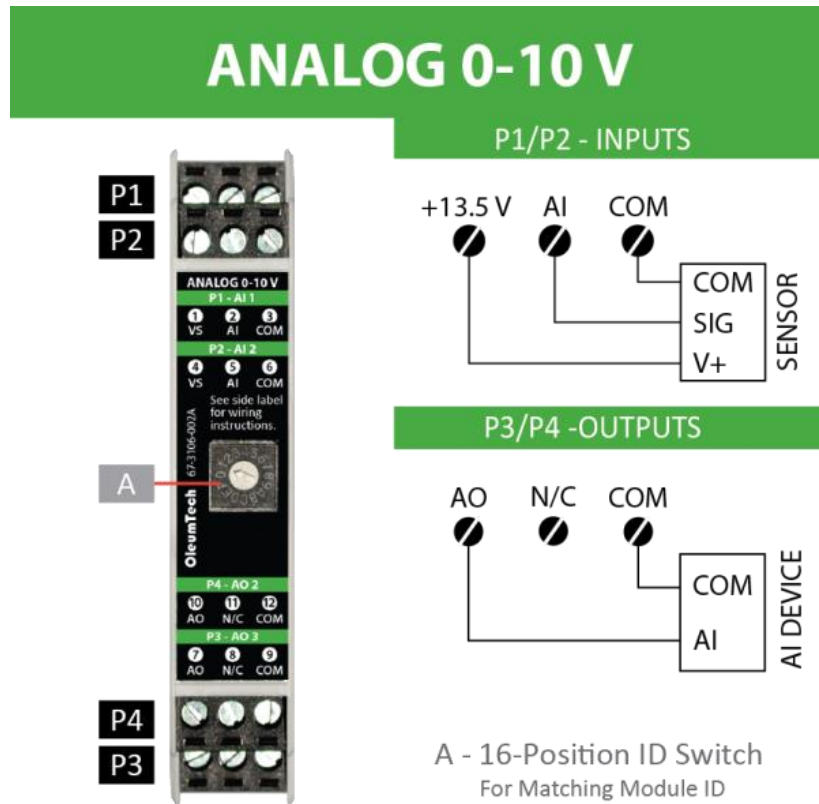 ANALOG 0-10 V
P1/P2 - INPUTS
+13.5 V AI COM
COM
SIG
V+
SENSOR
P3/P4 -OUTPUTS
AO N/C COM
COM
AI
AI DEVICE
A - 16-Position ID Switch
For Matching Module ID
P1
P2
ANALOG 0-10 V
P1 - AI 1
1 2 3
VS AI COM
P2 - AI 2
4 5 6
VS AI COM
See side label
for wiring
instructions.
67-3106-002A
OleumTech
A
P4 - AO 2
10 11 12
AO N/C COM
P3 - AO 3
7 8 9
AO N/C COM
P4
P3